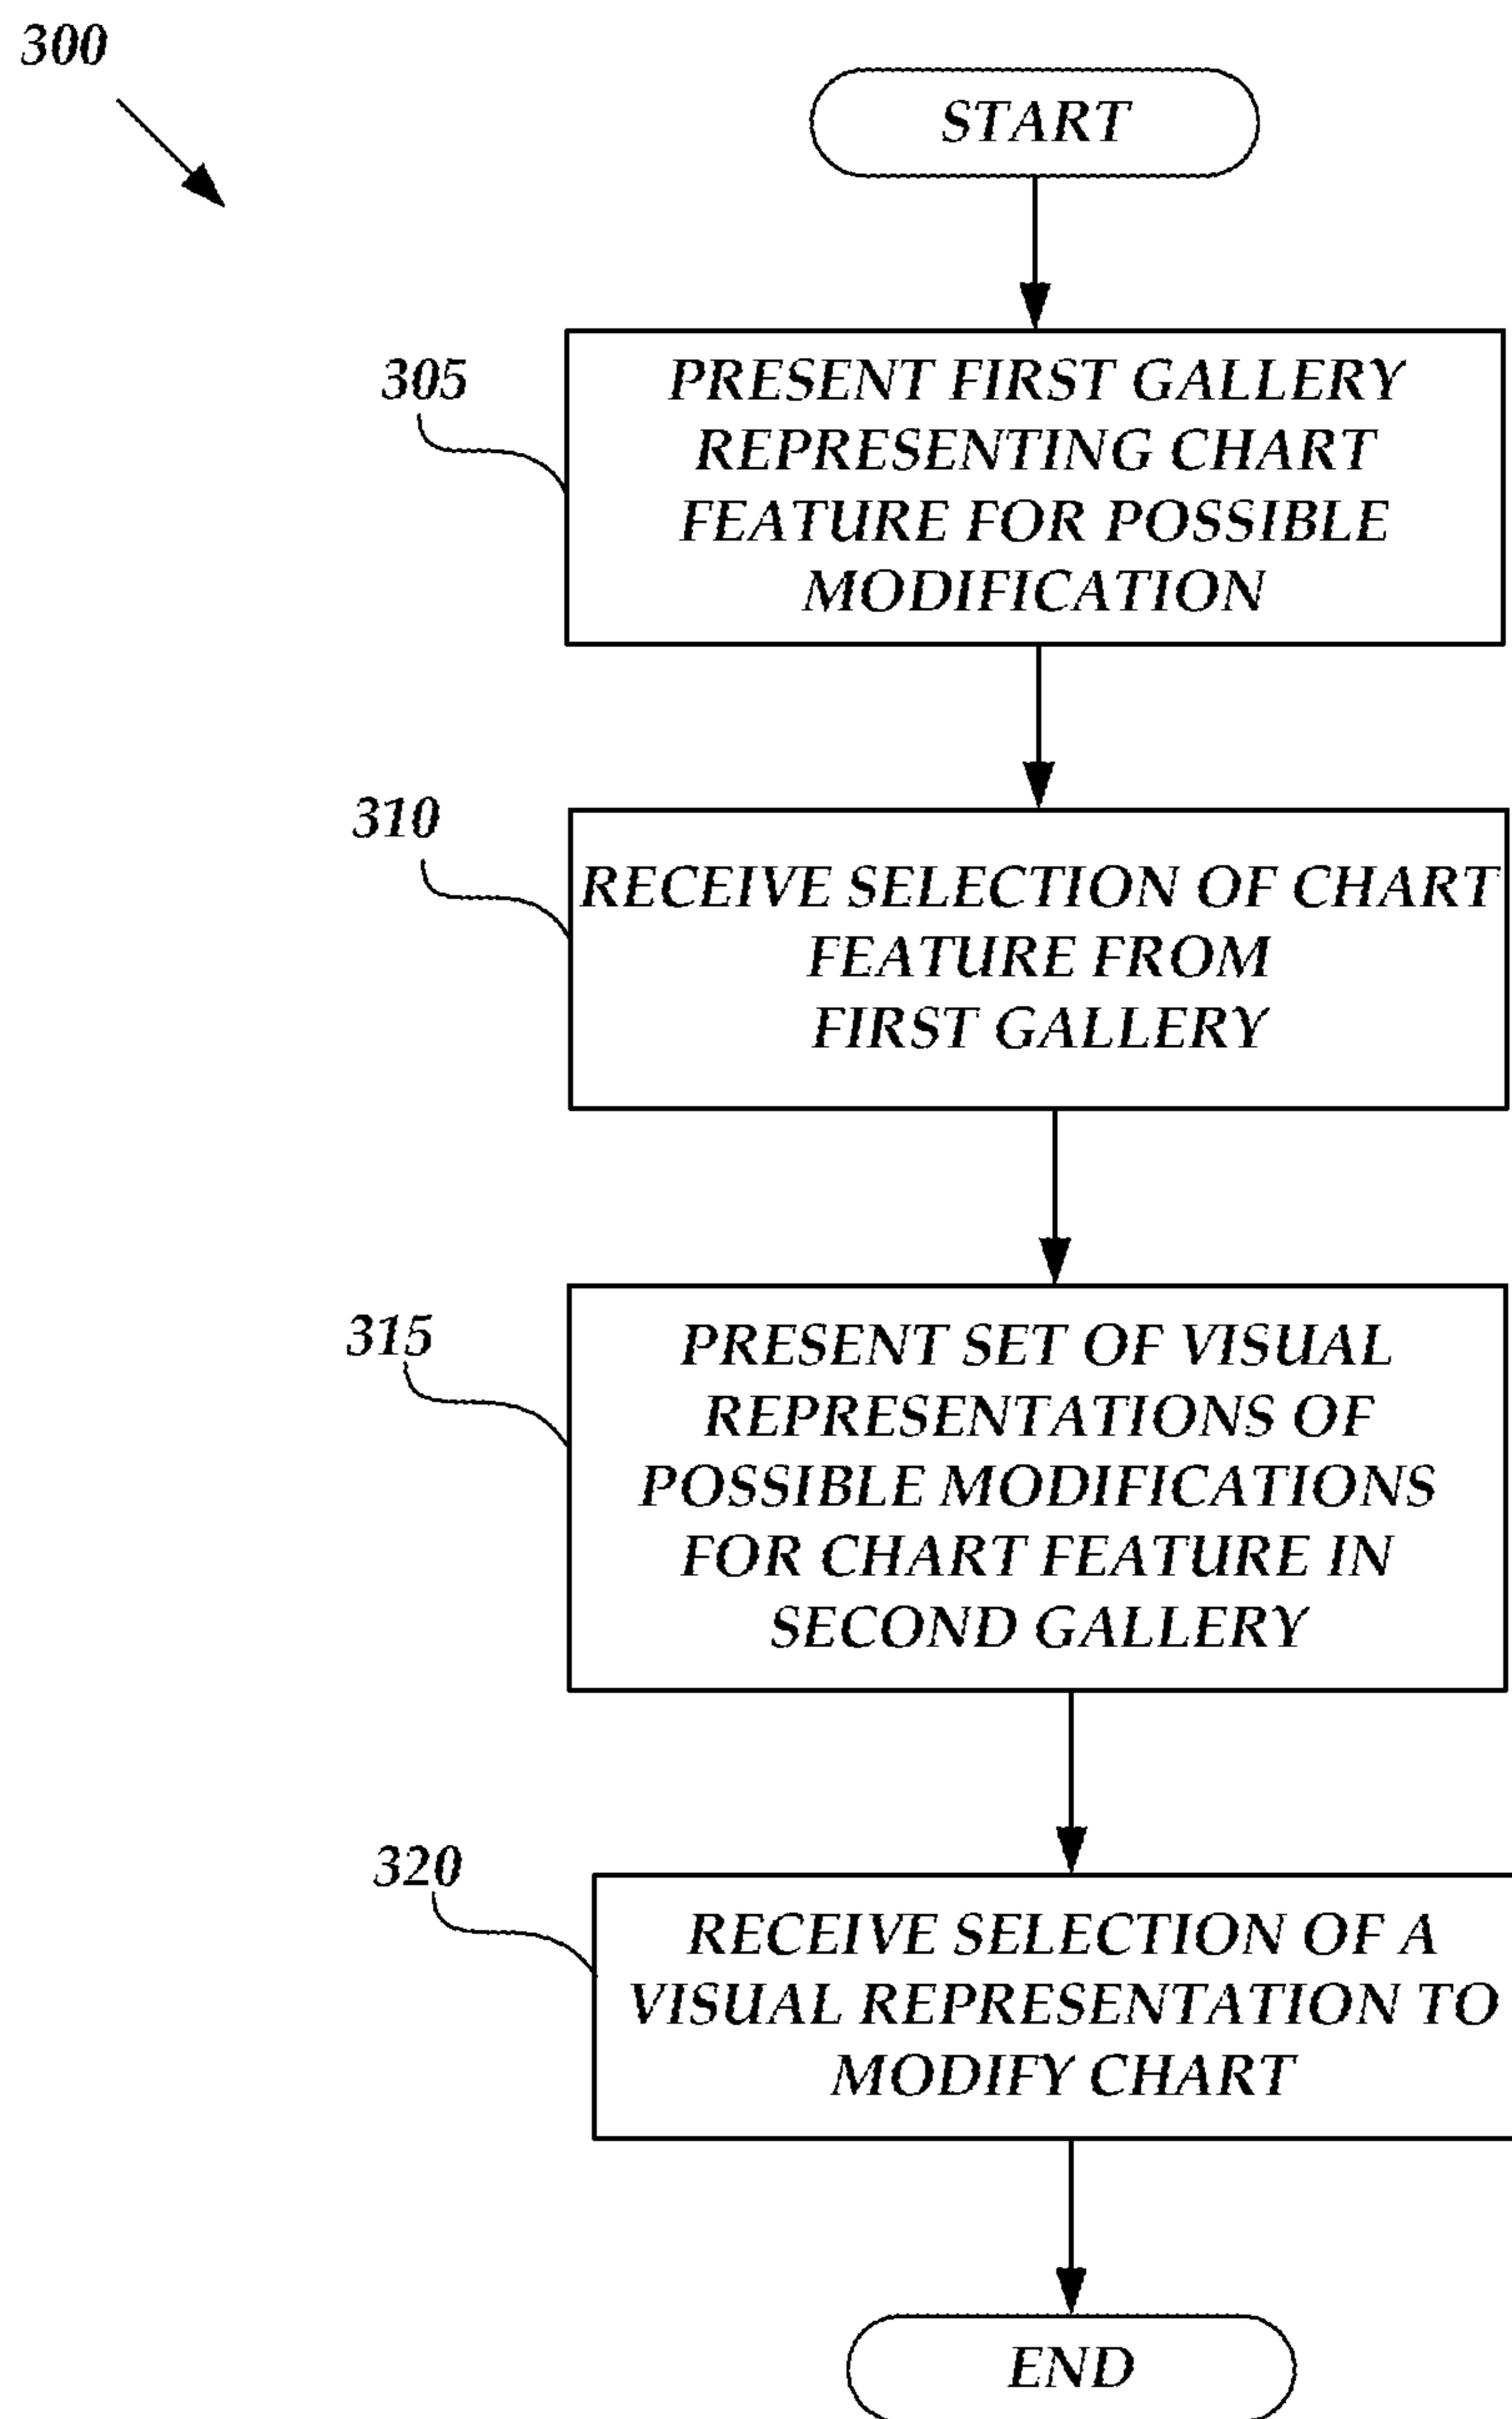 300
START
305
PRESENT FIRST GALLERY
REPRESENTING CHART
FEATURE FOR POSSIBLE
MODIFICATION
310
RECEIVE SELECTION OF CHART
FEATURE FROM
FIRST GALLERY
315
PRESENT SET OF VISUAL
REPRESENTATIONS OF
POSSIBLE MODIFICATIONS
FOR CHART FEATURE IN
SECOND GALLERY
320
RECEIVE SELECTION OF A
VISUAL REPRESENTATION TO
MODIFY CHART
END